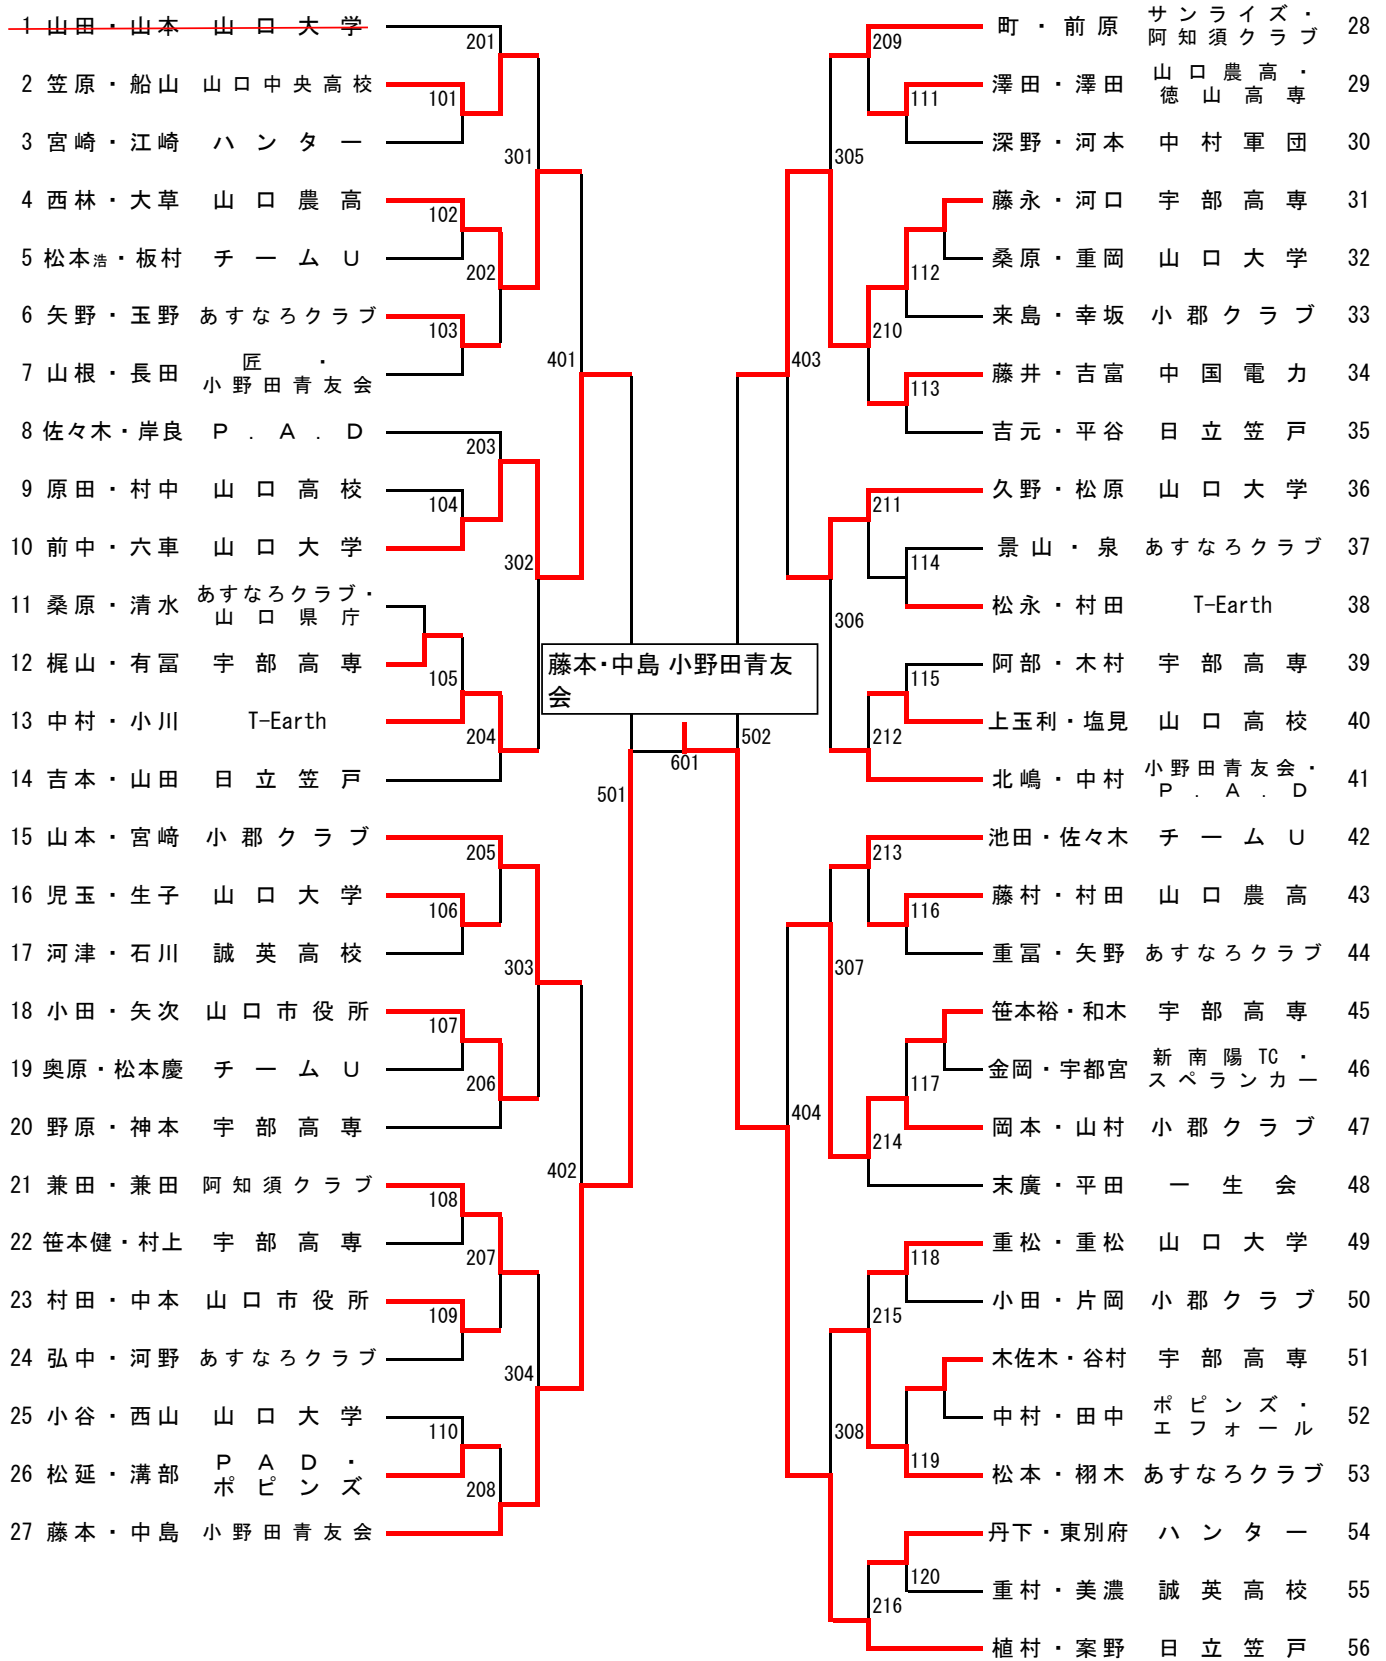 1 山田・山本 山口大学
2 笠原・船山 山口中央高校
3 宮崎・江崎 ハンター
4 西林・大草 山口農高
5 松本浩・板村 チームU
6 矢野・玉野 あすなろクラブ
7 山根・長田 匠・
小野田青友会
8 佐々木・岸良 P.A.D
9 原田・村中 山口高校
10 前中・六車 山口大学
11 桑原・清水 あすなろクラブ・
山口県庁
12 梶山・有冨 宇部高専
13 中村・小川 T-Earth
14 吉本・山田 日立笠戸
15 山本・宮﨑 小郡クラブ
16 児玉・生子 山口大学
17 河津・石川 誠英高校
18 小田・矢次 山口市役所
19 奥原・松本慶 チームU
20 野原・神本 宇部高専
21 兼田・兼田 阿知須クラブ
22 笹本健・村上 宇部高専
23 村田・中本 山口市役所
24 弘中・河野 あすなろクラブ
25 小谷・西山 山口大学
26 松延・溝部 PAD・
ポピンズ
27 藤本・中島 小野田青友会
201
101
301
102
202
103
401
203
104
302
105
204
501
205
106
303
107
206
402
108
207
109
304
110
208
藤本・中島 小野田青友
会
601
502
209
111
305
112
210
403
113
211
114
306
115
212
213
116
307
117
404
214
118
215
308
119
120
216
町・前原 サンライズ・
阿知須クラブ 28
澤田・澤田 山口農高・
徳山高専 29
深野・河本 中村軍団 30
藤永・河口 宇部高専 31
桑原・重岡 山口大学 32
来島・幸坂 小郡クラブ 33
藤井・吉富 中国電力 34
吉元・平谷 日立笠戸 35
久野・松原 山口大学 36
景山・泉 あすなろクラブ 37
松永・村田 T-Earth 38
阿部・木村 宇部高専 39
上玉利・塩見 山口高校 40
北嶋・中村 小野田青友会・
P.A.D 41
池田・佐々木 チームU 42
藤村・村田 山口農高 43
重冨・矢野 あすなろクラブ 44
笹本裕・和木 宇部高専 45
金岡・宇都宮 新南陽TC・
スペランカー 46
岡本・山村 小郡クラブ 47
末廣・平田 一生会 48
重松・重松 山口大学 49
小田・片岡 小郡クラブ 50
木佐木・谷村 宇部高専 51
中村・田中 ポピンズ・
エフォール 52
松本・栩木 あすなろクラブ 53
丹下・東別府 ハンター 54
重村・美濃 誠英高校 55
植村・案野 日立笠戸 56